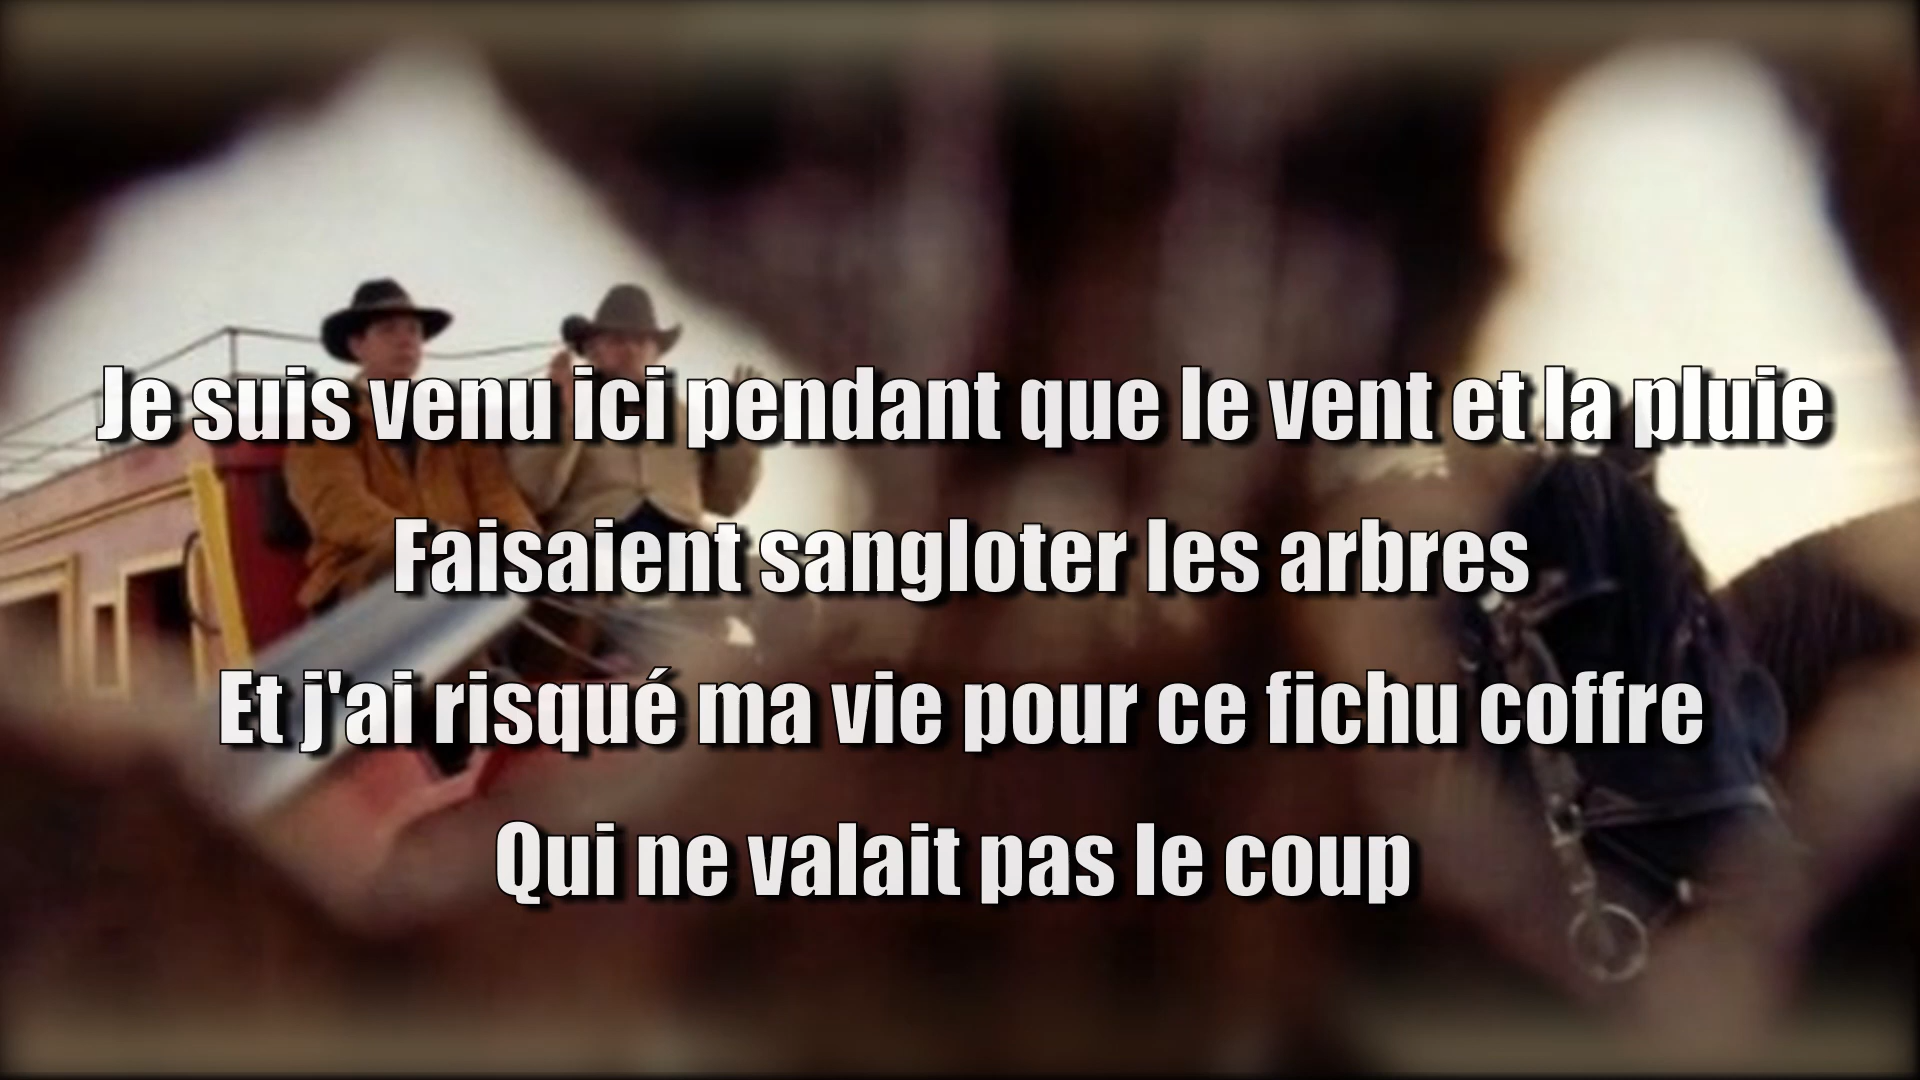 Je suis venu ici pendant que le vent et la pluie
Faisaient sangloter les arbres
Et j'ai risqué ma vie pour ce fichu coffre
Qui ne valait pas le coup